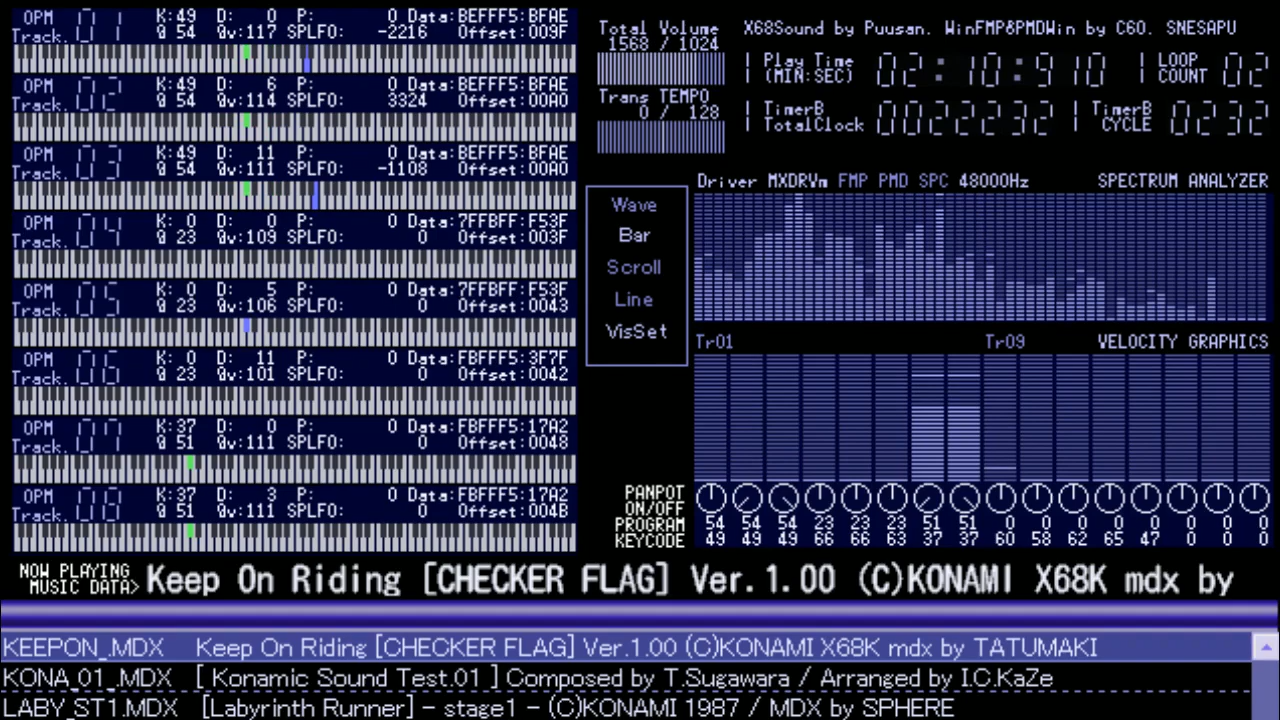 OPM Track. 01 K:49 D: 0 P: 0 Data:BEFFF5:BFAE
@ 54 @v:117 SPLFO: -2216 Offset:009F
OPM Track. 02 K:49 D: 6 P: 0 Data:BEFFF5:BFAE
@ 54 @v:114 SPLFO: 3324 Offset:00A0
OPM Track. 03 K:49 D: 11 P: 0 Data:BEFFF5:BFAE
@ 54 @v:111 SPLFO: -1108 Offset:00A0
OPM Track. 04 K: 0 D: 0 P: 0 Data:7FFBFF:F53F
@ 23 @v:109 SPLFO: 0 Offset:003F
OPM Track. 05 K: 0 D: 5 P: 0 Data:7FFBFF:F53F
@ 23 @v:106 SPLFO: 0 Offset:0043
OPM Track. 06 K: 0 D: 11 P: 0 Data:FBFFF5:3F7F
@ 23 @v:101 SPLFO: 0 Offset:0042
OPM Track. 07 K:37 D: 0 P: 0 Data:FBFFF5:17A2
@ 51 @v:111 SPLFO: 0 Offset:0048
OPM Track. 08 K:37 D: 3 P: 0 Data:FBFFF5:17A2
@ 51 @v:111 SPLFO: 0 Offset:004B
Total Volume
1568 / 1024
Trans TEMPO
0 / 128
X68Sound by Puusan. WinFMP&PMDWin by C60. SNESAPU
Play Time (MIN:SEC) 02:10:910 LOOP COUNT 02
TimerB TotalClock 0022232 TimerB CYCLE 0232
Wave
Bar
Scroll
Line
VisSet
Driver MXDRVm FMP PMD SPC 48000Hz SPECTRUM ANALYZER
Tr01 Tr09 VELOCITY GRAPHICS
PANPOT
ON/OFF
PROGRAM 54 54 54 23 23 23 51 51 0 0 0 0 0 0 0 0
KEYCODE 49 49 49 66 66 63 37 37 60 58 62 65 47 0 0 0
NOW PLAYING
MUSIC DATA> Keep On Riding [CHECKER FLAG] Ver.1.00 (C)KONAMI X68K mdx by
KEEPON_.MDX Keep On Riding [CHECKER FLAG] Ver.1.00 (C)KONAMI X68K mdx by TATUMAKI
KONA_01_.MDX [ Konamic Sound Test.01 ] Composed by T.Sugawara / Arranged by I.C.KaZe
LABY_ST1.MDX [Labyrinth Runner] - stage1 - (C)KONAMI 1987 / MDX by SPHERE